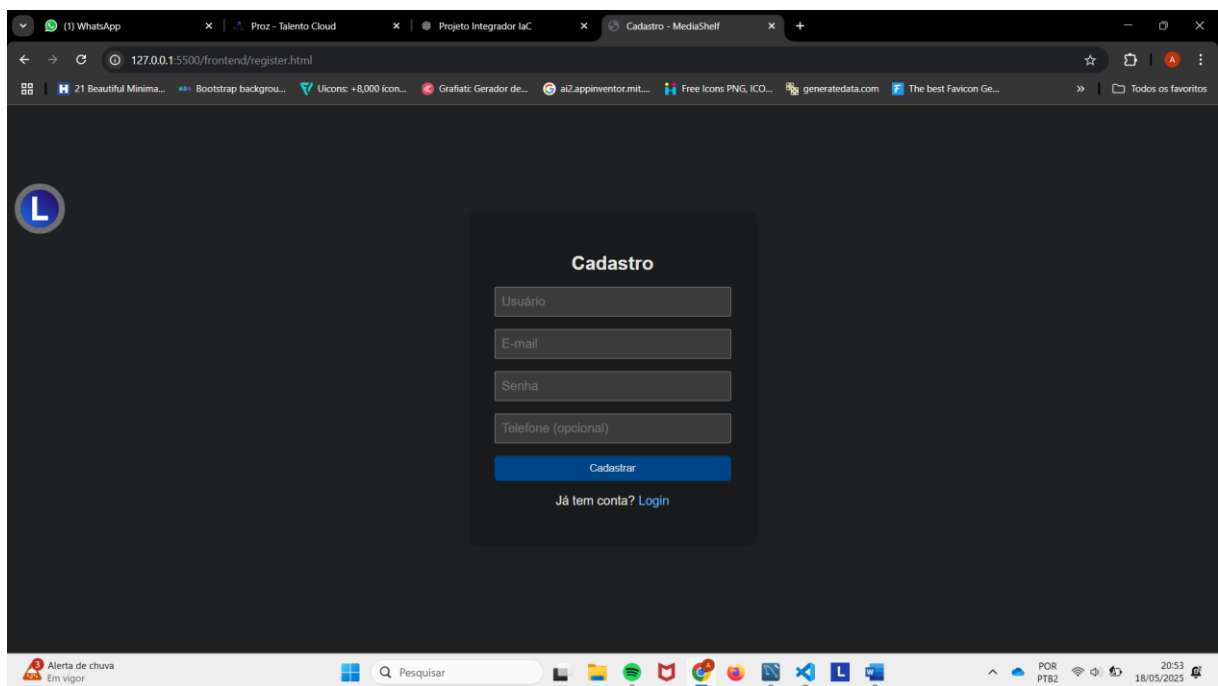 (1) WhatsApp
Proz - Talento Cloud
Projeto Integrador IaC
Cadastro - MediaShelf
127.0.0.1:5500/frontend/register.html
A
21 Beautiful Minima...
Bootstrap backgrou...
Uicons: +8,000 ícon...
Grafiati: Gerador de...
ai2.appinventor.mit....
Free Icons PNG, ICO...
generatedata.com
The best Favicon Ge...
Todos os favoritos
L
Cadastro
Usuário
E-mail
Senha
Telefone (opcional)
Cadastrar
Já tem conta? Login
3
Alerta de chuva
Em vigor
Pesquisar
L
POR
PTB2
20:53
18/05/2025